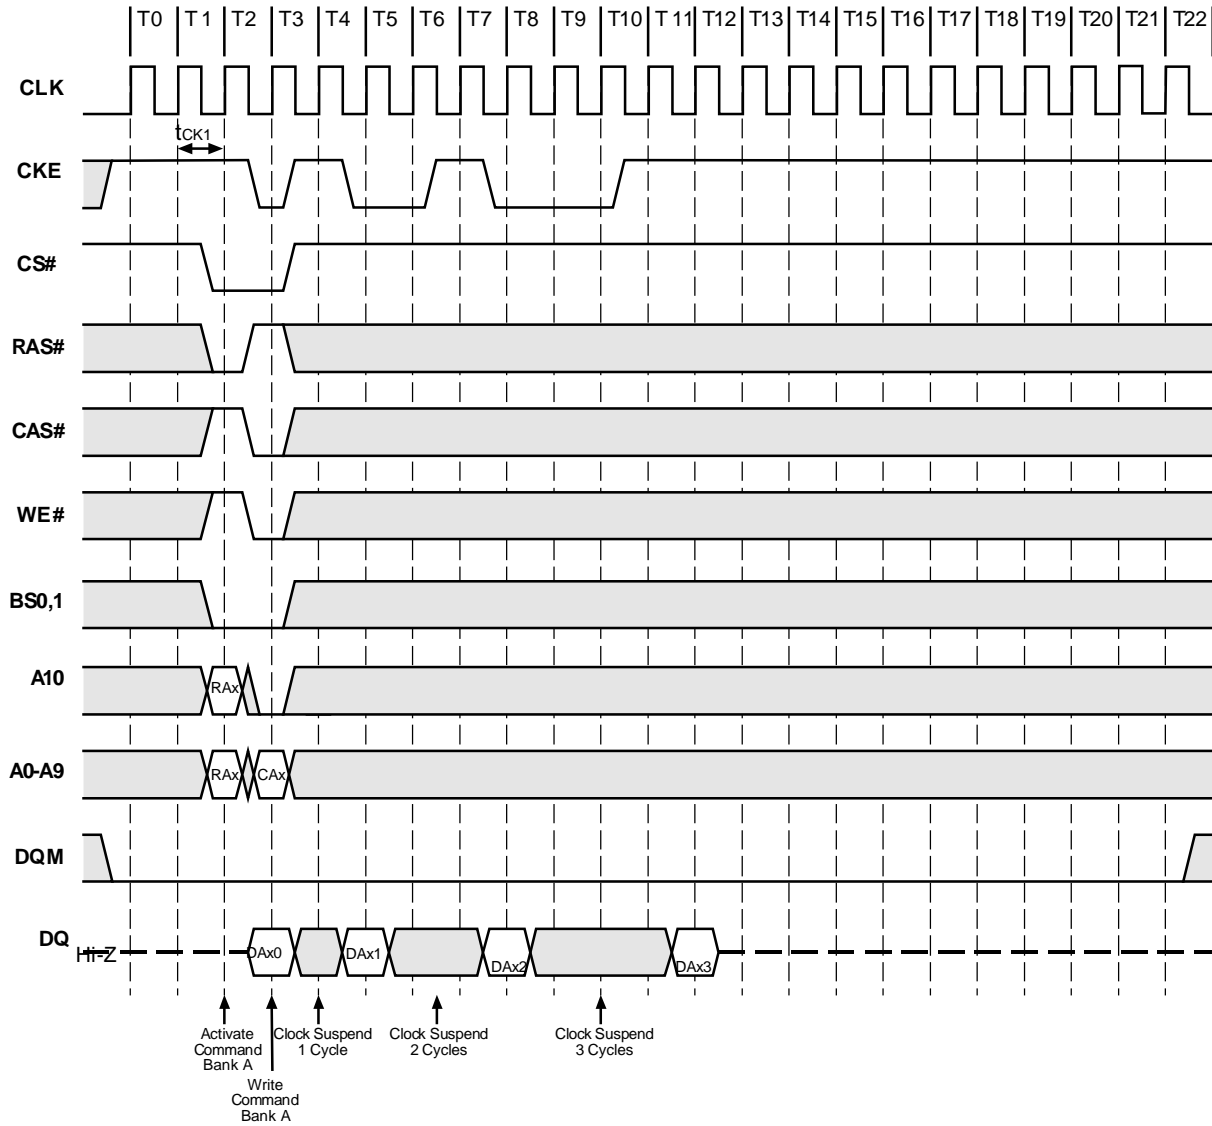 T0 T1 T2 T3 T4 T5 T6 T7 T8 T9 T10 T11 T12 T13 T14 T15 T16 T17 T18 T19 T20 T21 T22
CLK
tCK1
CKE
CS#
RAS#
CAS#
WE#
BS0,1
A10
RAx
A0-A9
RAx CAx
DQM
DQ
Hi-Z
DAx0 DAx1 DAx2 DAx3
Activate
Command
Bank A
Write
Command
Bank A
Clock Suspend
1 Cycle
Clock Suspend
2 Cycles
Clock Suspend
3 Cycles